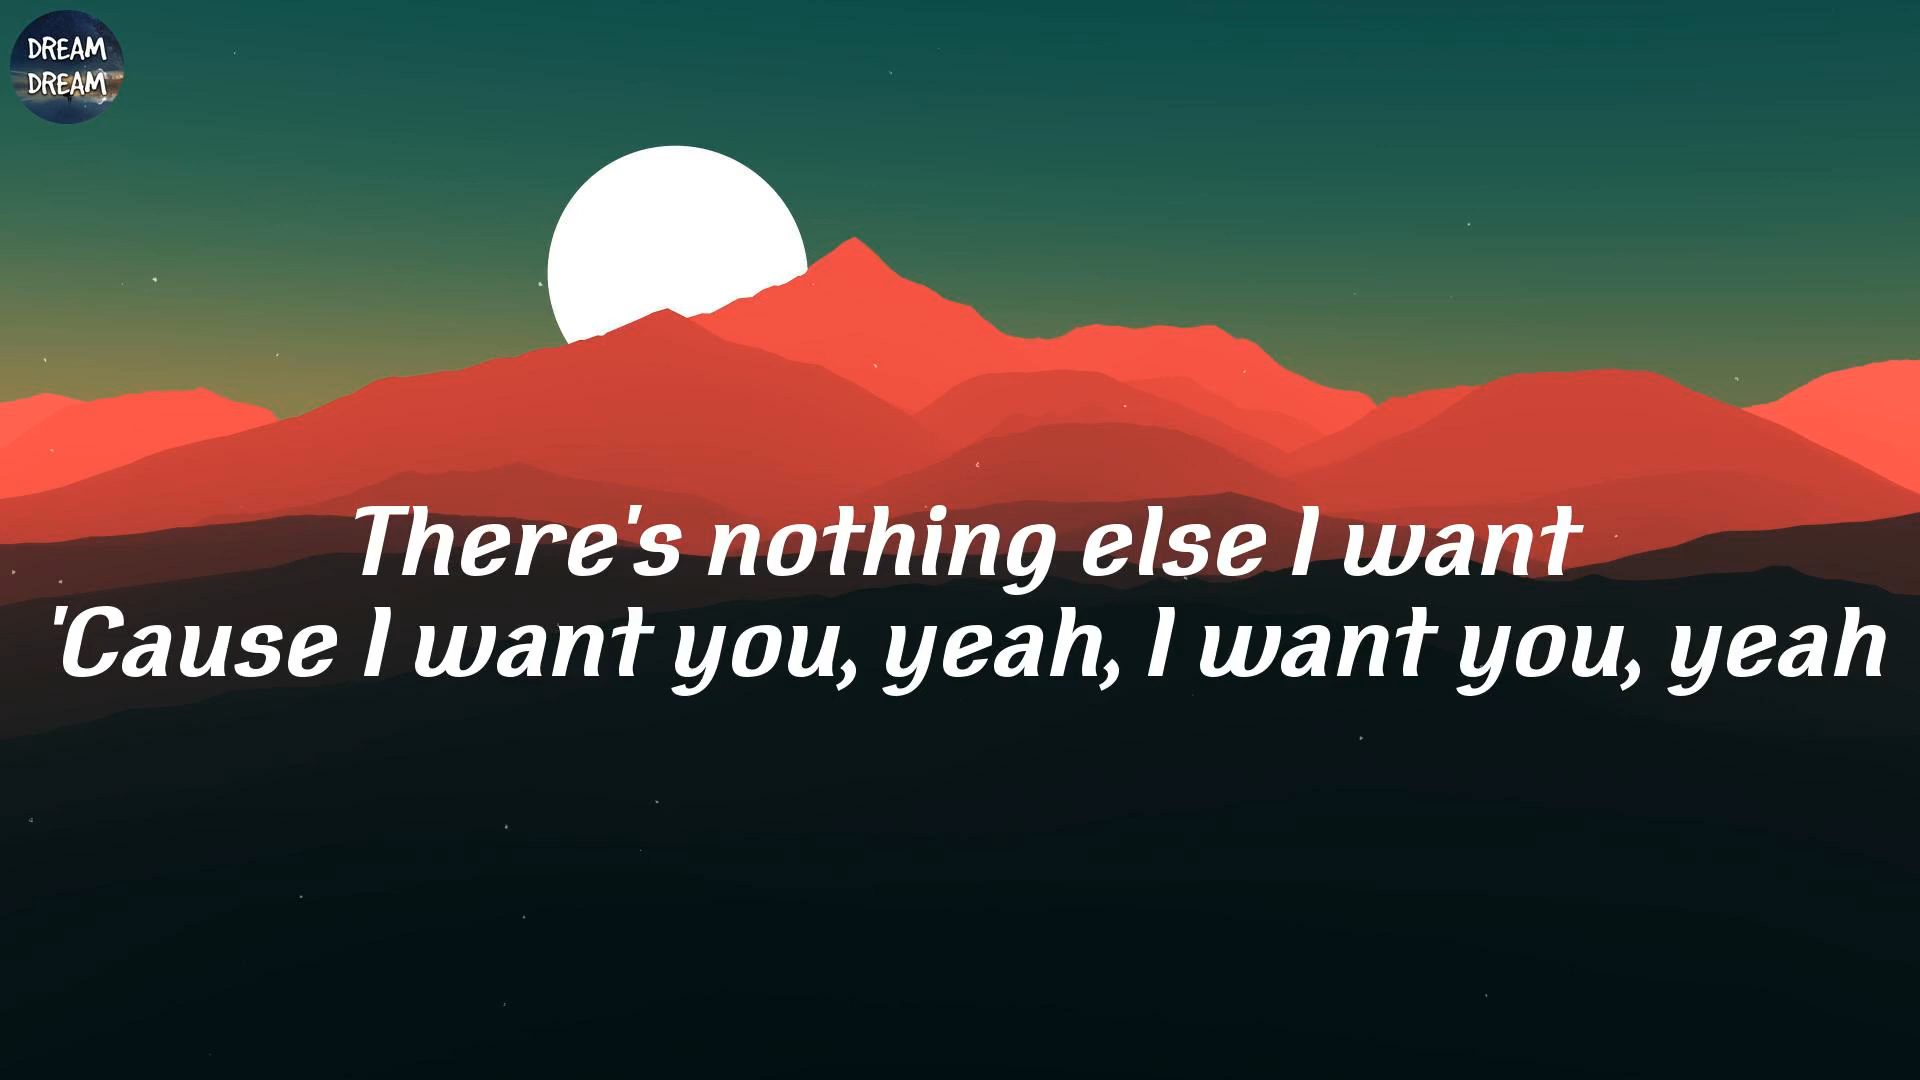 DREAM
DREAM
There's nothing else I want
'Cause I want you, yeah, I want you, yeah